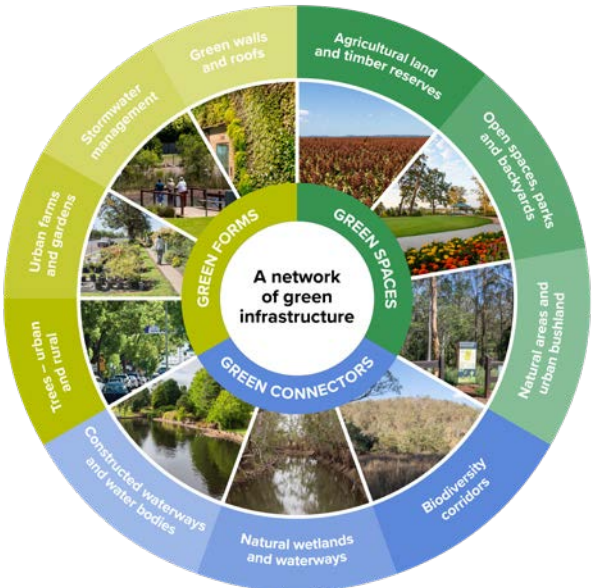 A network
of green
infrastructure
GREEN FORMS
GREEN SPACES
GREEN CONNECTORS
Green walls
and roofs
Agricultural land
and timber reserves
Open spaces, parks
and backyards
Natural areas and
urban bushland
Biodiversity
corridors
Natural wetlands
and waterways
Constructed waterways
and water bodies
Trees – urban
and rural
Urban farms
and gardens
Stormwater
management